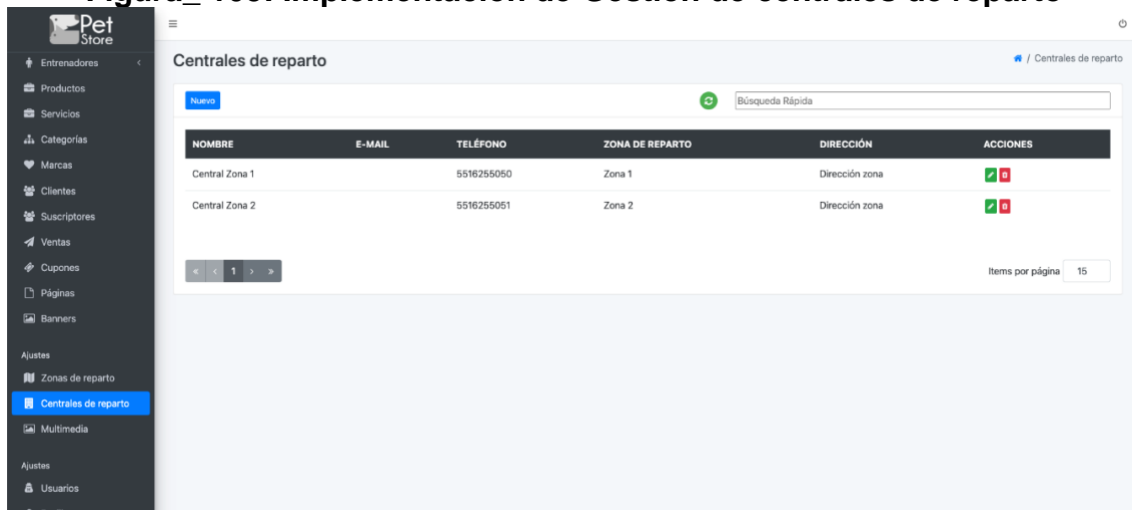 Pet
Store
Entrenadores
Productos
Servicios
Categorías
Marcas
Clientes
Suscriptores
Ventas
Cupones
Páginas
Banners
Ajustes
Zonas de reparto
Centrales de reparto
Multimedia
Ajustes
Usuarios
Centrales de reparto
/ Centrales de reparto
Nuevo
Búsqueda Rápida
NOMBRE E-MAIL TELÉFONO ZONA DE REPARTO DIRECCIÓN ACCIONES
Central Zona 1 5516255050 Zona 1 Dirección zona
Central Zona 2 5516255051 Zona 2 Dirección zona
« < 1 > »
Items por página 15